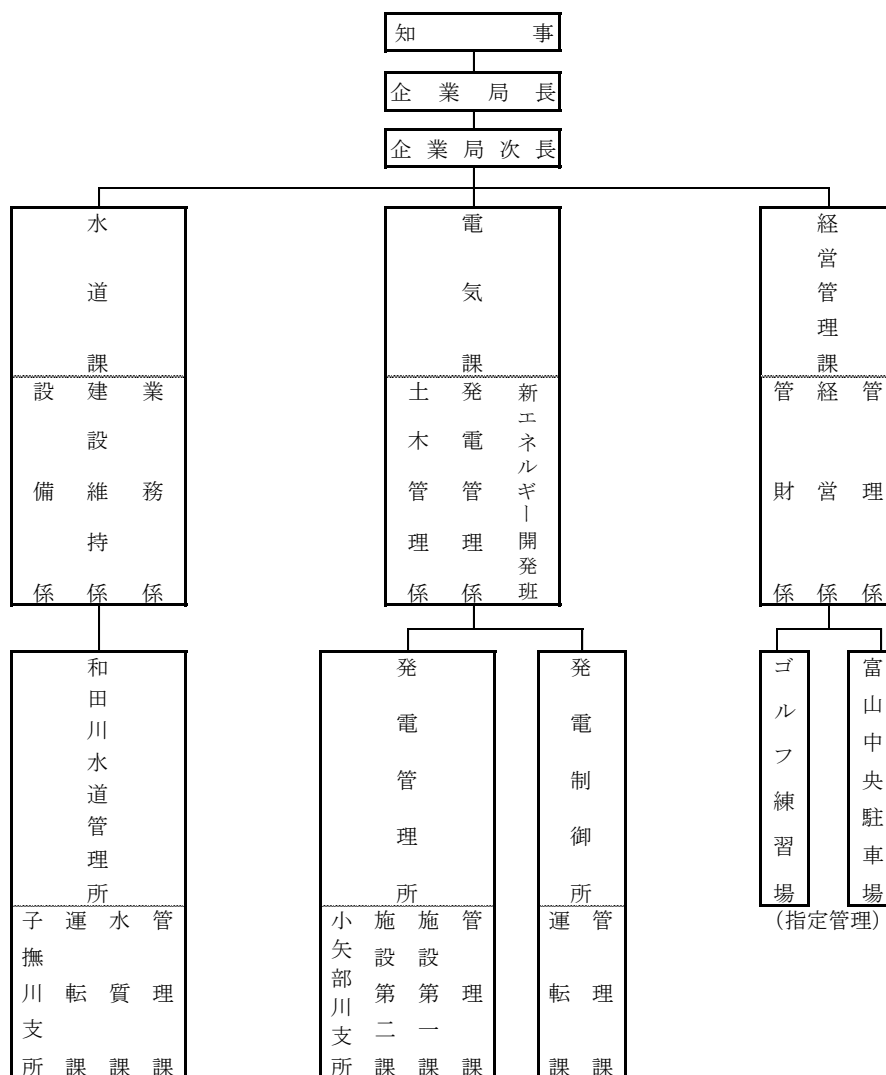 知事
企業局長
企業局次長
経営管理課
管理係
経営係
管財係
電気課
新エネルギー開発班
発電管理係
土木管理係
水道課
業務係
建設維持係
設備係
富山中央駐車場
ゴルフ練習場
(指定管理)
発電制御所
管理課
運転課
発電管理所
管理課
施設第一課
施設第二課
小矢部川支所
和田川水道管理所
管理課
水質課
運転課
子撫川支所